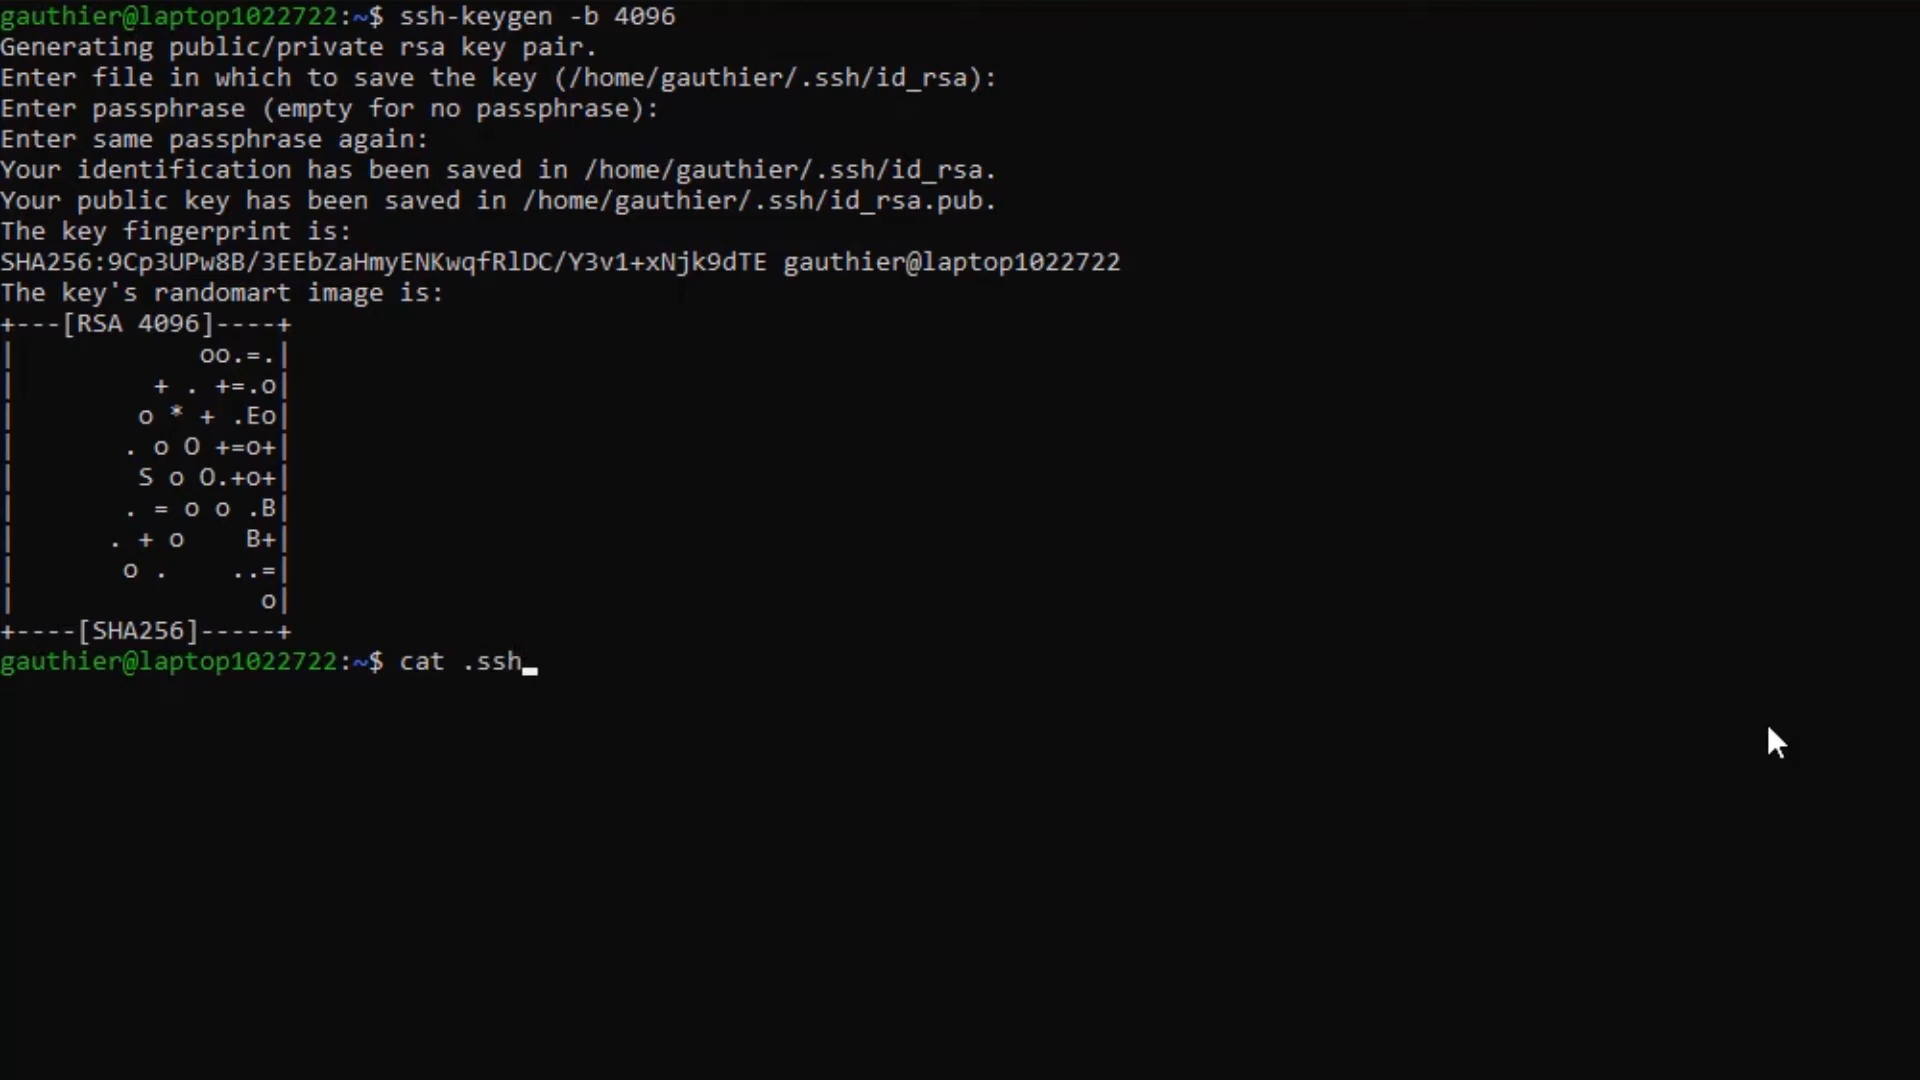 gauthier@laptop1022722:~$ ssh-keygen -b 4096
Generating public/private rsa key pair.
Enter file in which to save the key (/home/gauthier/.ssh/id_rsa):
Enter passphrase (empty for no passphrase):
Enter same passphrase again:
Your identification has been saved in /home/gauthier/.ssh/id_rsa.
Your public key has been saved in /home/gauthier/.ssh/id_rsa.pub.
The key fingerprint is:
SHA256:9Cp3UPw8B/3EEbZaHmyENKwqfRlDC/Y3v1+xNjk9dTE gauthier@laptop1022722
The key's randomart image is:
+---[RSA 4096]----+
|            oo.=.|
|         + . +=.o|
|        o * + .Eo|
|       . o O +=o+|
|        S o O.+o+|
|       . = o o .B|
|      . + o    B+|
|       o .    ..=|
|                o|
+----[SHA256]-----+
gauthier@laptop1022722:~$ cat .ssh_